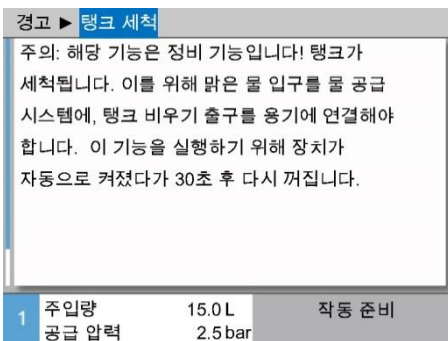 경고 ▶ 탱크 세척
주의: 해당 기능은 정비 기능입니다! 탱크가
세척됩니다. 이를 위해 맑은 물 입구를 물 공급
시스템에, 탱크 비우기 출구를 용기에 연결해야
합니다. 이 기능을 실행하기 위해 장치가
자동으로 켜졌다가 30초 후 다시 꺼집니다.
1 주입량 15.0 L 작동 준비
공급 압력 2.5 bar